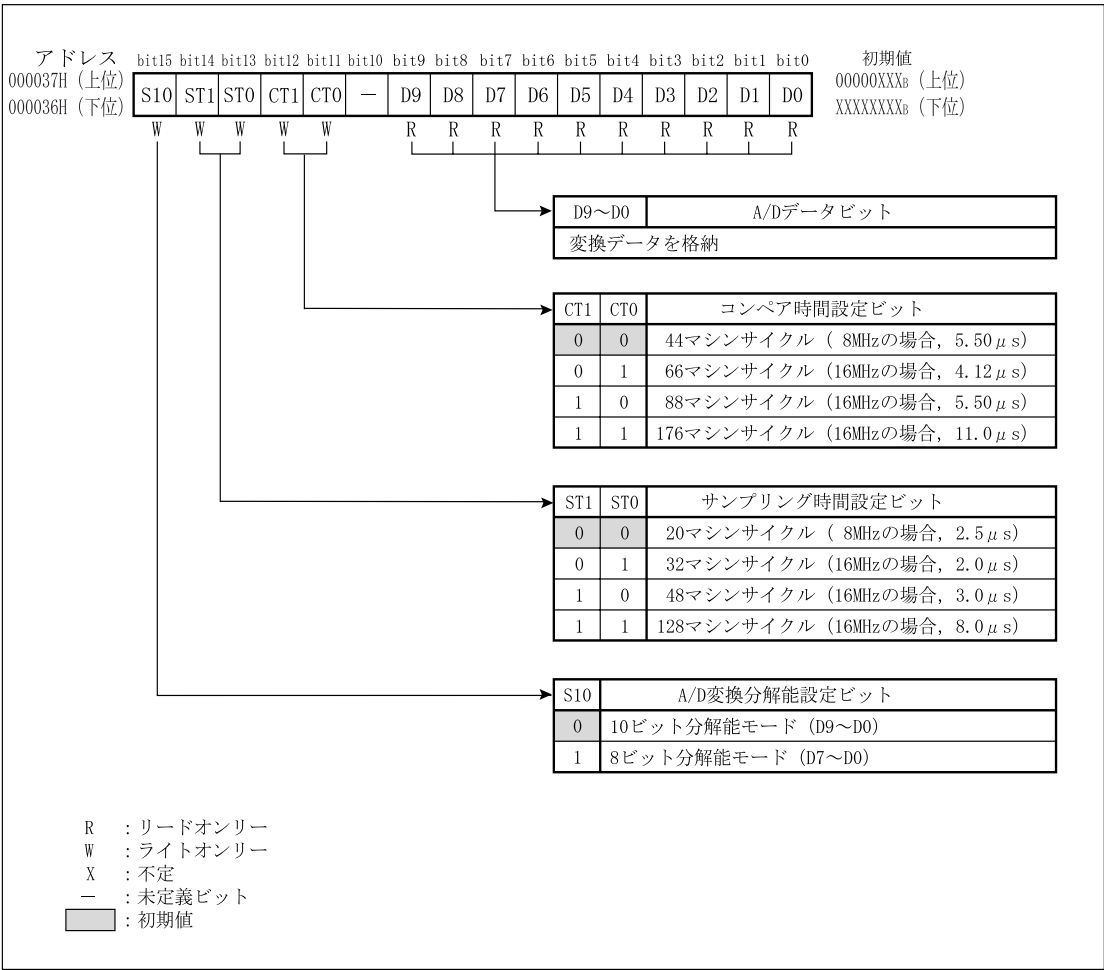 アドレス bit15 bit14 bit13 bit12 bit11 bit10 bit9 bit8 bit7 bit6 bit5 bit4 bit3 bit2 bit1 bit0 初期値
000037H (上位) 00000XXXB (上位)
S10 ST1 ST0 CT1 CT0 － D9 D8 D7 D6 D5 D4 D3 D2 D1 D0
000036H (下位) XXXXXXXXB (下位)
W W W W W R R R R R R R R R R
D9～D0 A/Dデータビット
変換データを格納
CT1 CT0 コンペア時間設定ビット
0 0 44マシンサイクル ( 8MHzの場合, 5.50μs)
0 1 66マシンサイクル (16MHzの場合, 4.12μs)
1 0 88マシンサイクル (16MHzの場合, 5.50μs)
1 1 176マシンサイクル (16MHzの場合, 11.0μs)
ST1 ST0 サンプリング時間設定ビット
0 0 20マシンサイクル ( 8MHzの場合, 2.5μs)
0 1 32マシンサイクル (16MHzの場合, 2.0μs)
1 0 48マシンサイクル (16MHzの場合, 3.0μs)
1 1 128マシンサイクル (16MHzの場合, 8.0μs)
S10 A/D変換分解能設定ビット
0 10ビット分解能モード (D9～D0)
1 8ビット分解能モード (D7～D0)
R ：リードオンリー
W ：ライトオンリー
X ：不定
－ ：未定義ビット
：初期値